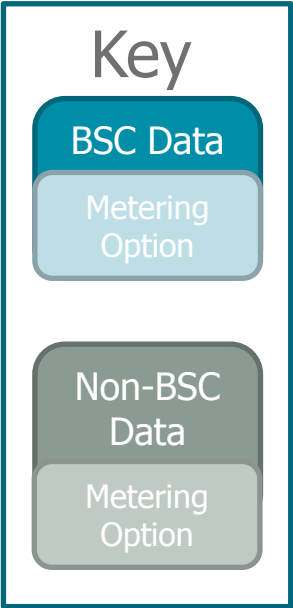 Key
BSC Data
Metering
Option
Non-BSC
Data
Metering
Option